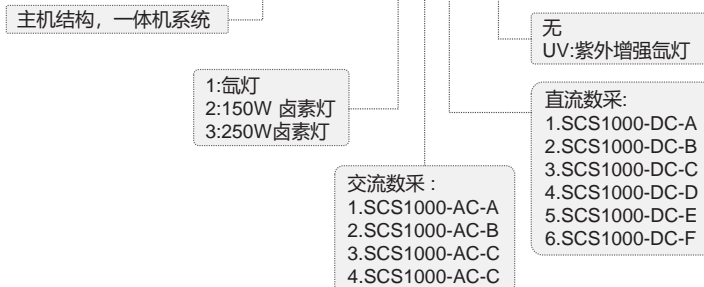 主机结构，一体机系统
无
UV:紫外增强氙灯
1:氙灯
2:150W 卤素灯
3:250W卤素灯
直流数采:
1.SCS1000-DC-A
2.SCS1000-DC-B
3.SCS1000-DC-C
4.SCS1000-DC-D
5.SCS1000-DC-E
6.SCS1000-DC-F
交流数采 :
1.SCS1000-AC-A
2.SCS1000-AC-B
3.SCS1000-AC-C
4.SCS1000-AC-C